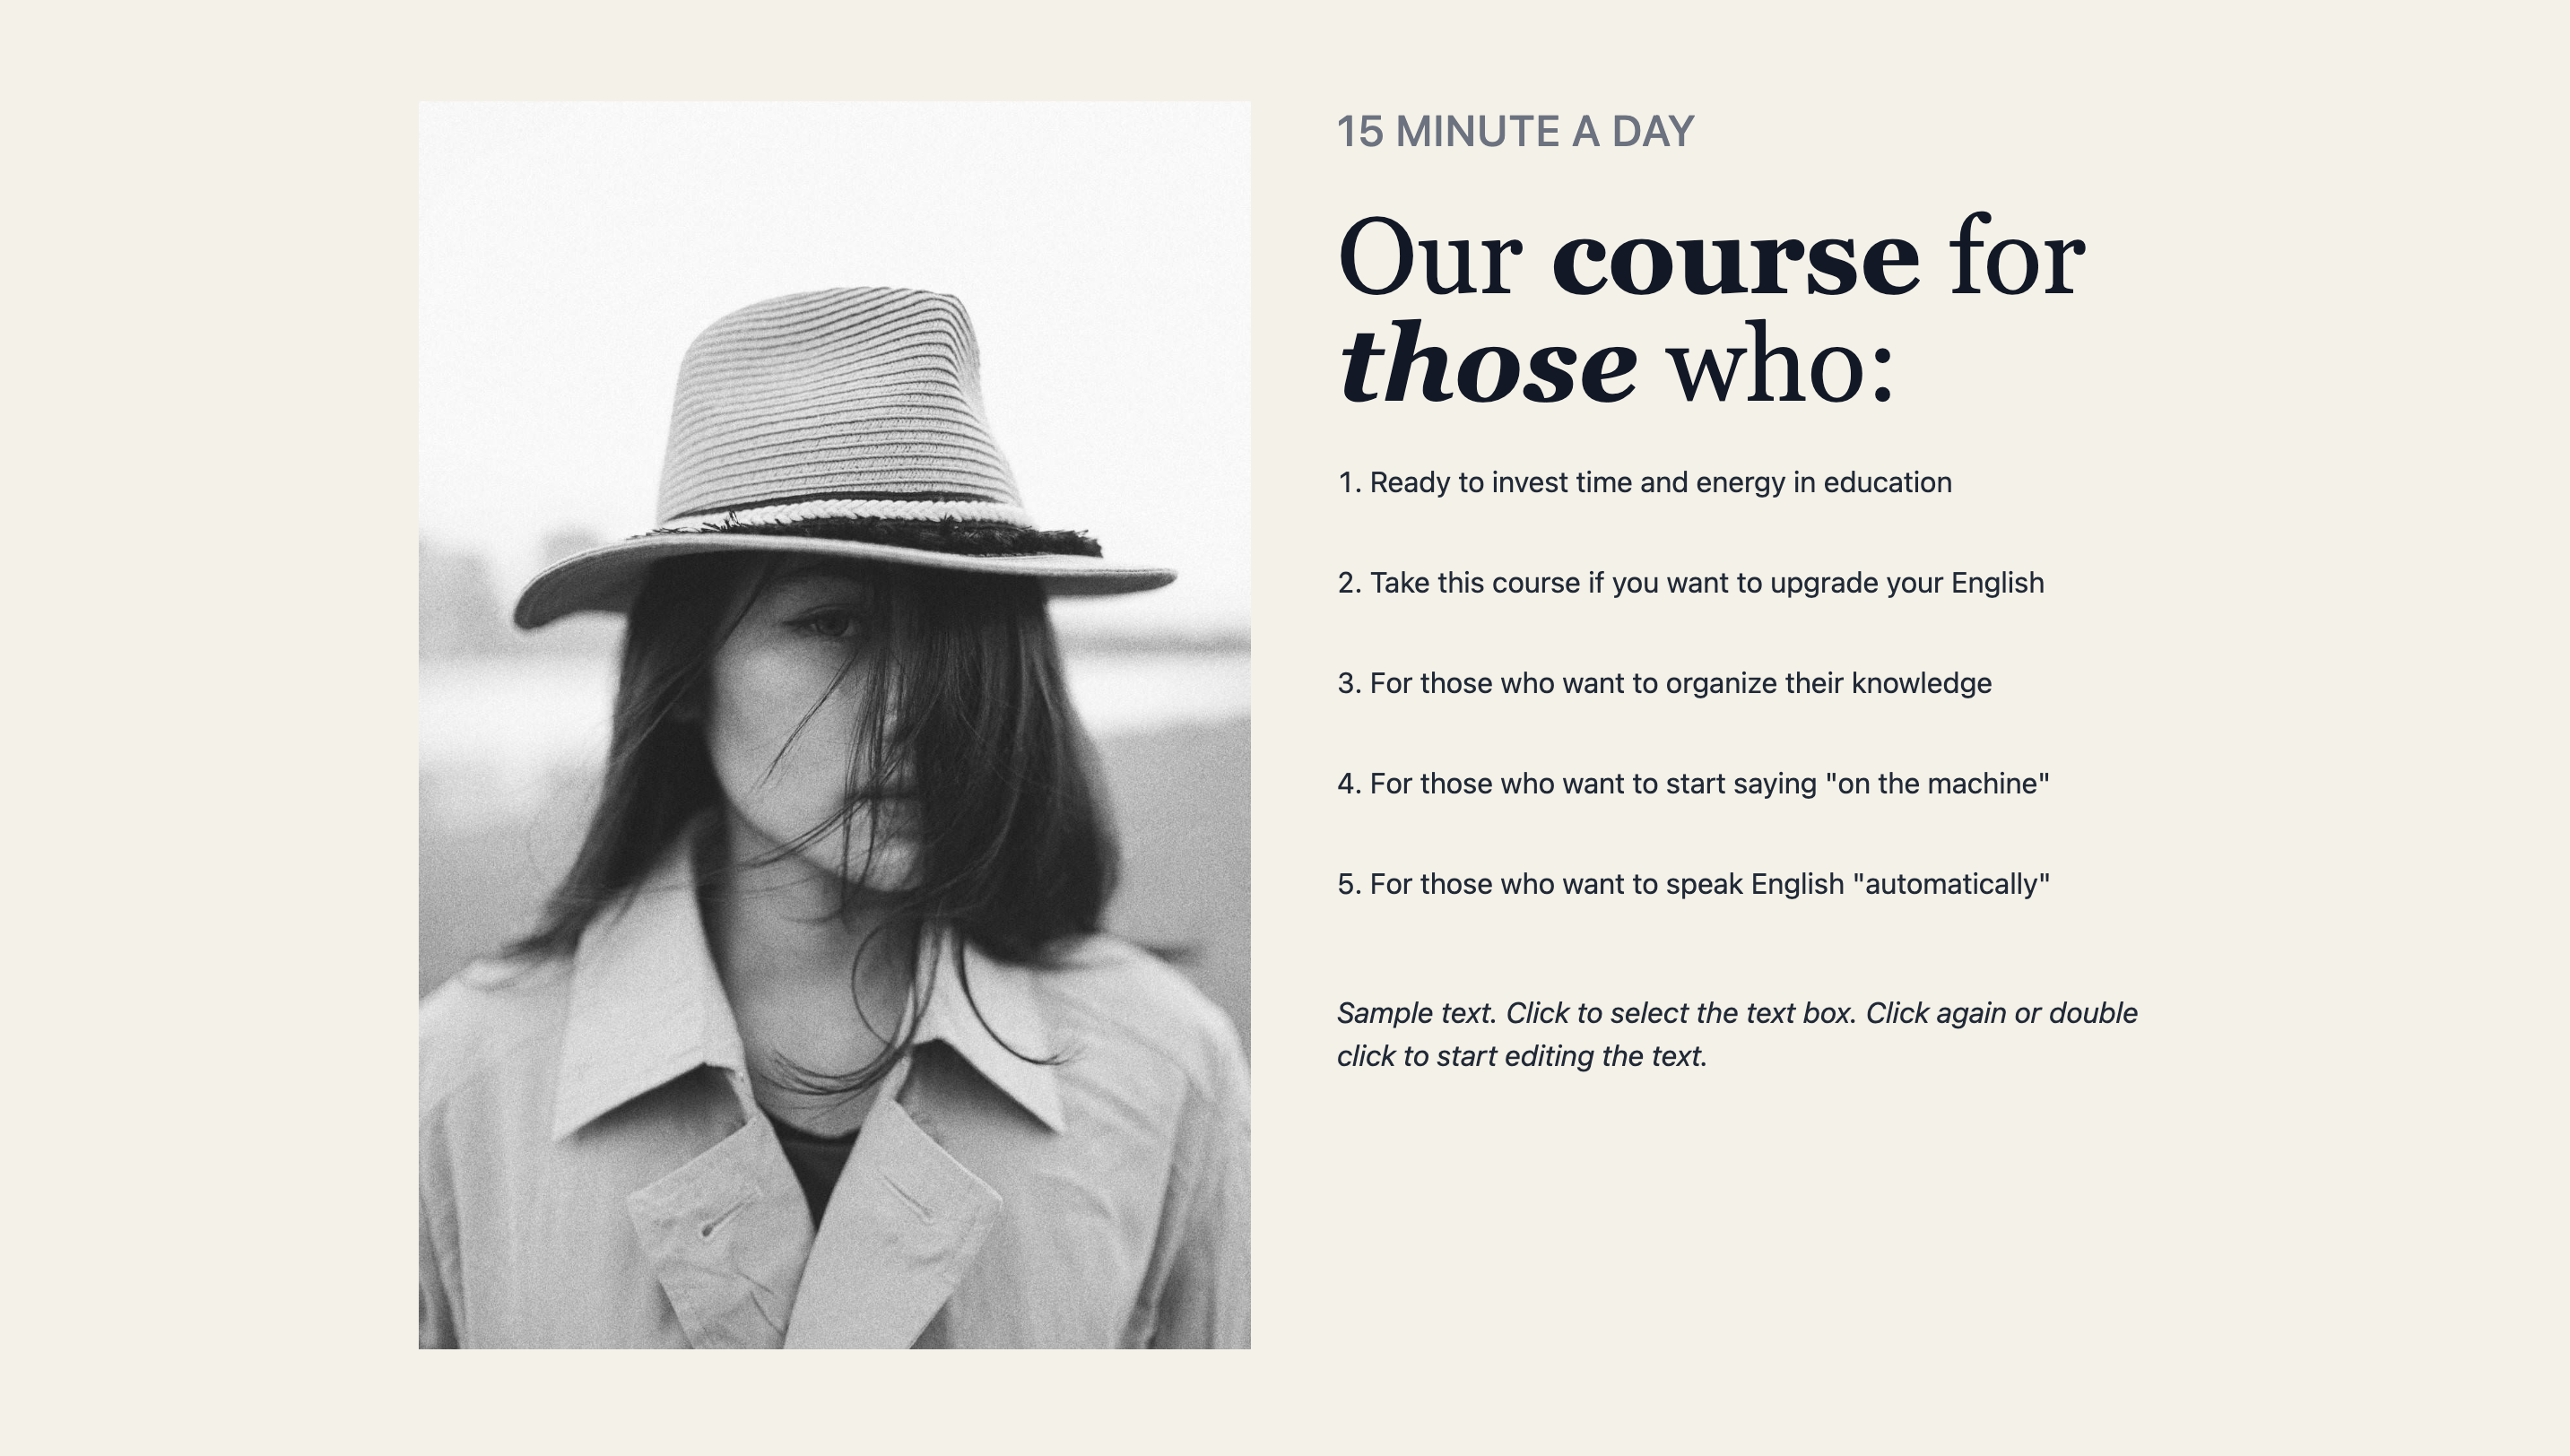 15 MINUTE A DAY
Our course for
those who:
1. Ready to invest time and energy in education
2. Take this course if you want to upgrade your English
3. For those who want to organize their knowledge
4. For those who want to start saying "on the machine"
5. For those who want to speak English "automatically"
Sample text. Click to select the text box. Click again or double
click to start editing the text.